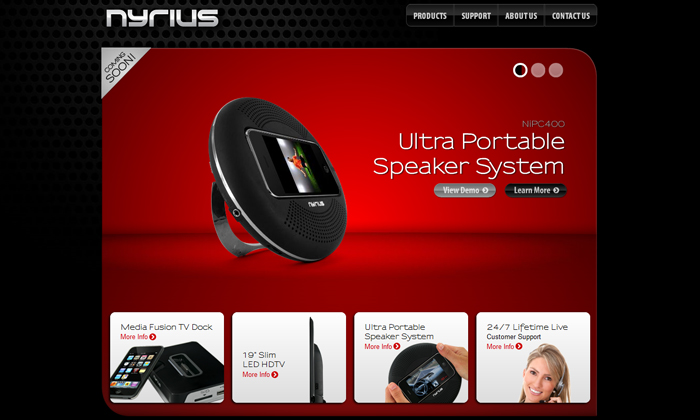 nyrius
PRODUCTS SUPPORT ABOUT US CONTACT US
COMING
SOON!
NiPC400
Ultra Portable
Speaker System
View Demo
Learn More
nyrius
Media Fusion TV Dock
More Info
19" Slim
LED HDTV
More Info
Ultra Portable
Speaker System
More Info
24/7 Lifetime Live
Customer Support
More Info